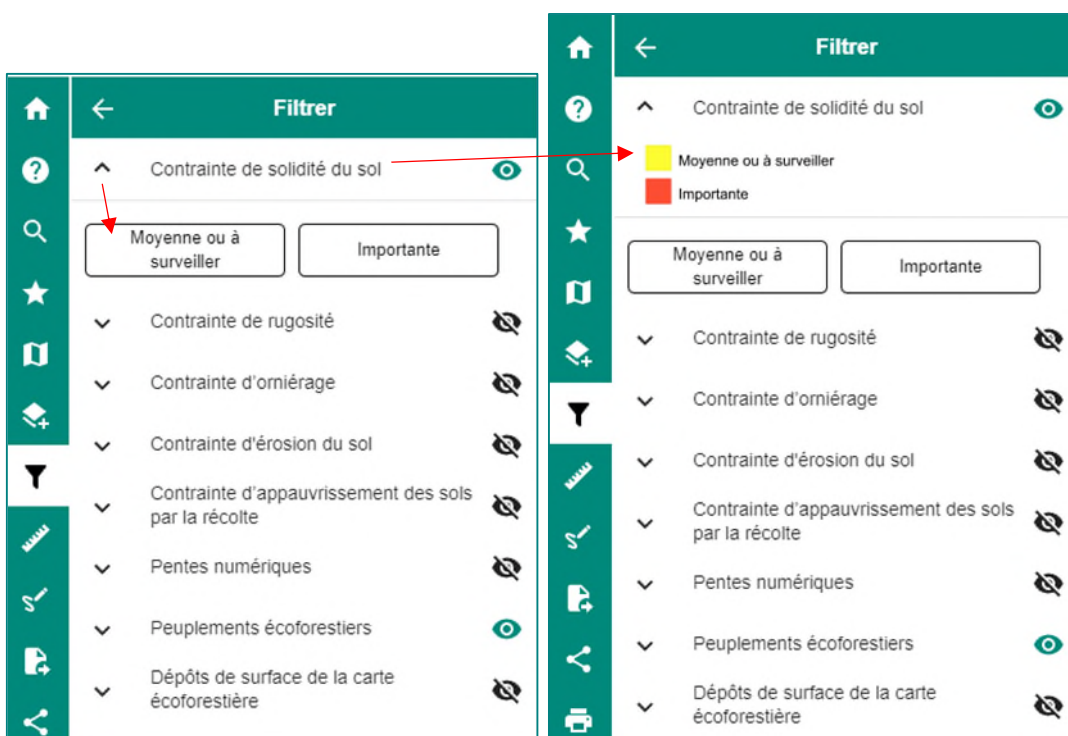 Filtrer
Contrainte de solidité du sol
Moyenne ou à
surveiller
Importante
Contrainte de rugosité
Contrainte d'orniérage
Contrainte d'érosion du sol
Contrainte d'appauvrissement des sols
par la récolte
Pentes numériques
Peuplements écoforestiers
Dépôts de surface de la carte
écoforestière
Filtrer
Contrainte de solidité du sol
Moyenne ou à surveiller
Importante
Moyenne ou à
surveiller
Importante
Contrainte de rugosité
Contrainte d'orniérage
Contrainte d'érosion du sol
Contrainte d'appauvrissement des sols
par la récolte
Pentes numériques
Peuplements écoforestiers
Dépôts de surface de la carte
écoforestière